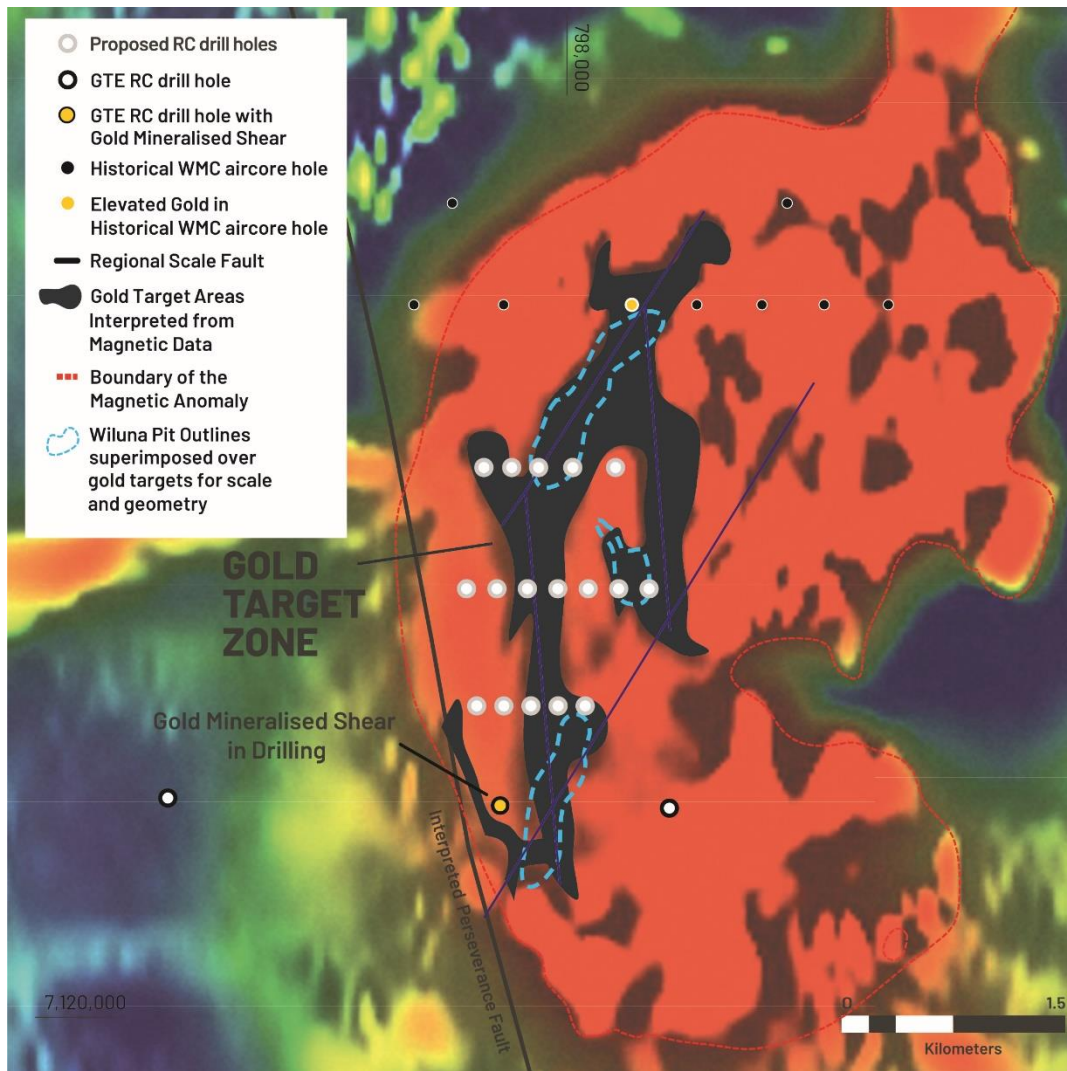 Proposed RC drill holes
GTE RC drill hole
GTE RC drill hole with
Gold Mineralised Shear
Historical WMC aircore hole
Elevated Gold in
Historical WMC aircore hole
Regional Scale Fault
Gold Target Areas
Interpreted from
Magnetic Data
Boundary of the
Magnetic Anomaly
Wiluna Pit Outlines
superimposed over
gold targets for scale
and geometry
798,000
GOLD
TARGET
ZONE
Gold Mineralised Shear
in Drilling
Interpreted Perseverance Fault
7,120,000
0 1.5
Kilometers